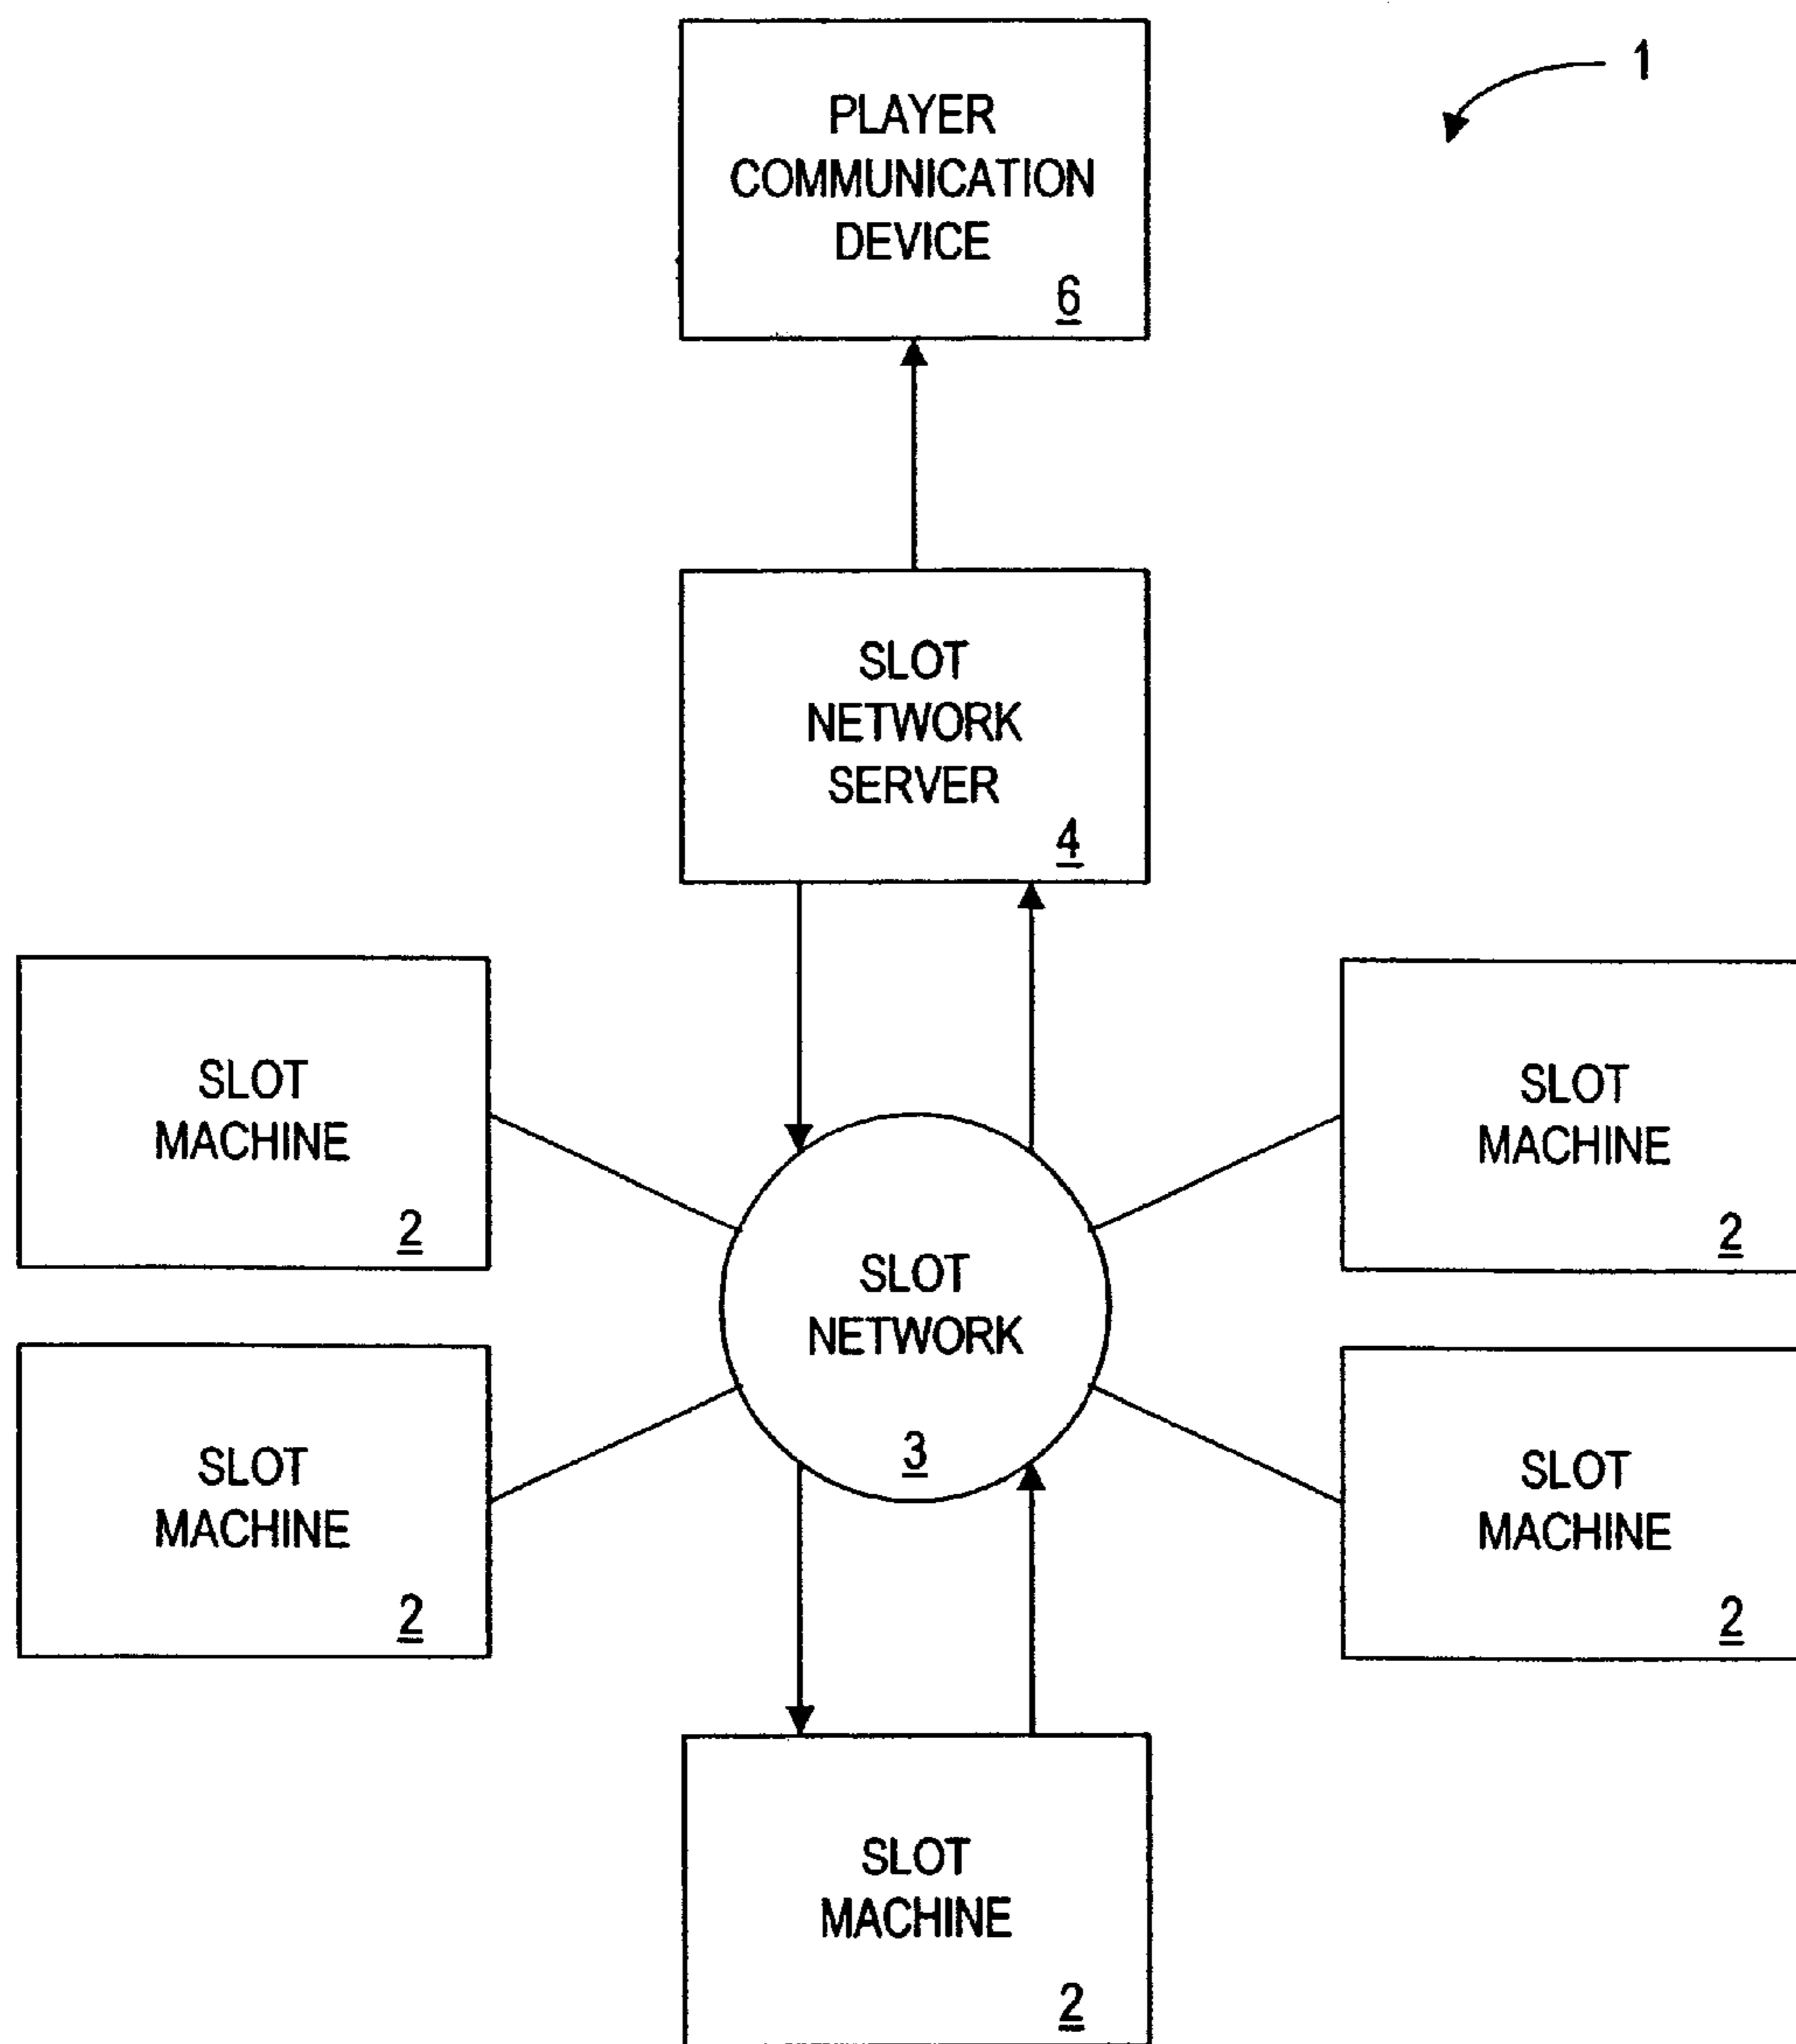 1
PLAYER
COMMUNICATION
DEVICE
6
SLOT
NETWORK
SERVER
4
SLOT
MACHINE
2
SLOT
MACHINE
2
SLOT
NETWORK
3
SLOT
MACHINE
2
SLOT
MACHINE
2
SLOT
MACHINE
2